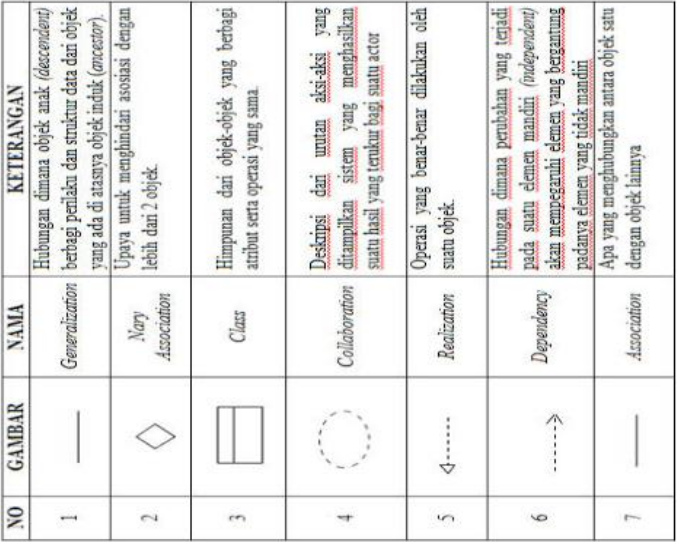 NO GAMBAR NAMA KETERANGAN
1 Generalization Hubungan dimana objek anak (descendent)
berbagi perilaku dan struktur data dari objek
yang ada di atasnya objek induk (ancestor).
2 Nary Association Upaya untuk menghindari asosiasi dengan
lebih dari 2 objek.
3 Class Himpunan dari objek-objek yang berbagi
atribut serta operasi yang sama.
4 Collaboration Deskripsi dari urutan aksi-aksi yang
ditampilkan sistem yang menghasilkan
suatu hasil yang terukur bagi suatu actor
5 Realization Operasi yang benar-benar dilakukan oleh
suatu objek.
6 Dependency Hubungan dimana perubahan yang terjadi
pada suatu elemen mandiri (independent)
akan mempegaruhi elemen yang bergantung
padanya elemen yang tidak mandiri
7 Association Apa yang menghubungkan antara objek satu
dengan objek lainnya